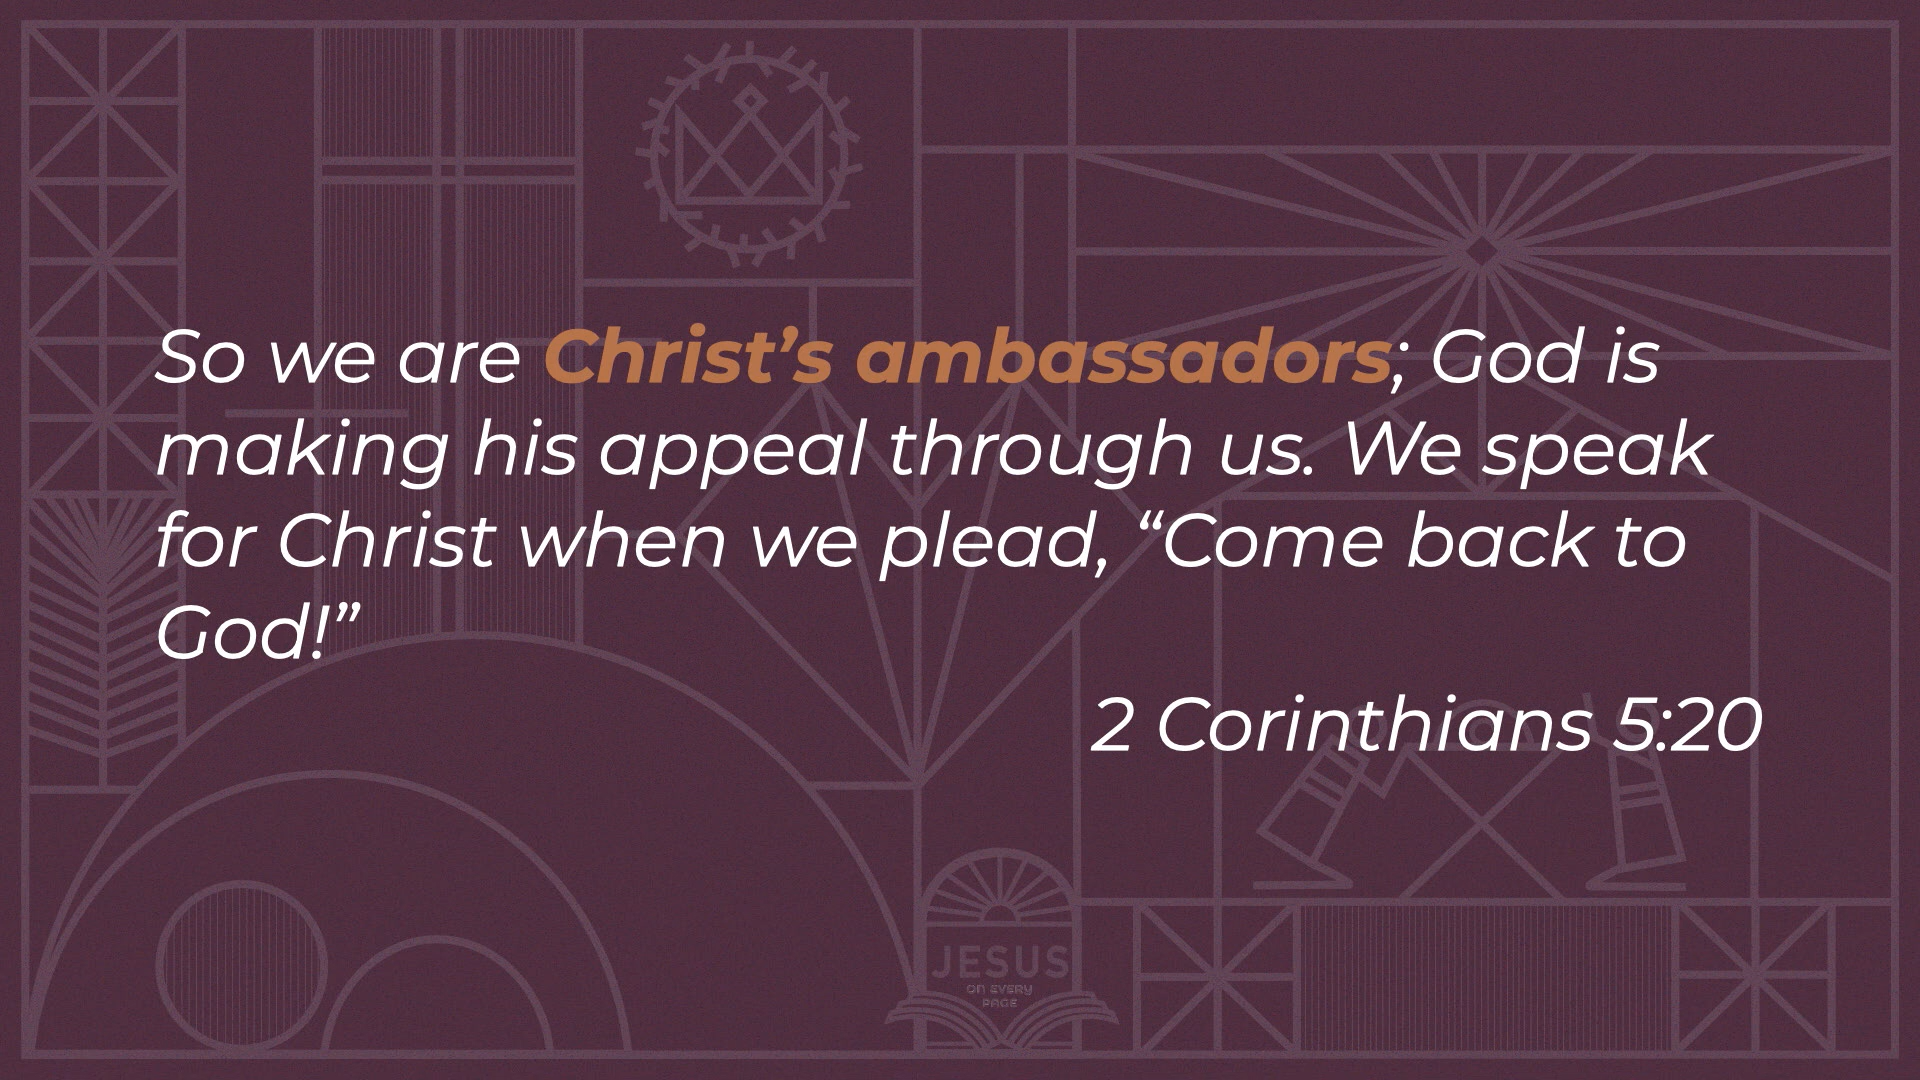 So we are Christ’s ambassadors; God is
making his appeal through us. We speak
for Christ when we plead, “Come back to
God!”
2 Corinthians 5:20
JESUS
ON EVERY
PAGE